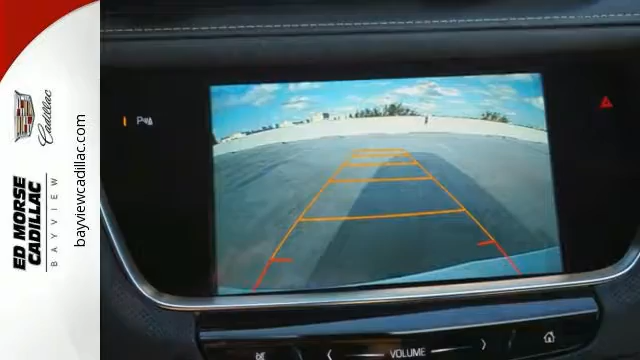 Cadillac
ED MORSE
CADILLAC
BAYVIEW
bayviewcadillac.com
P
VOLUME